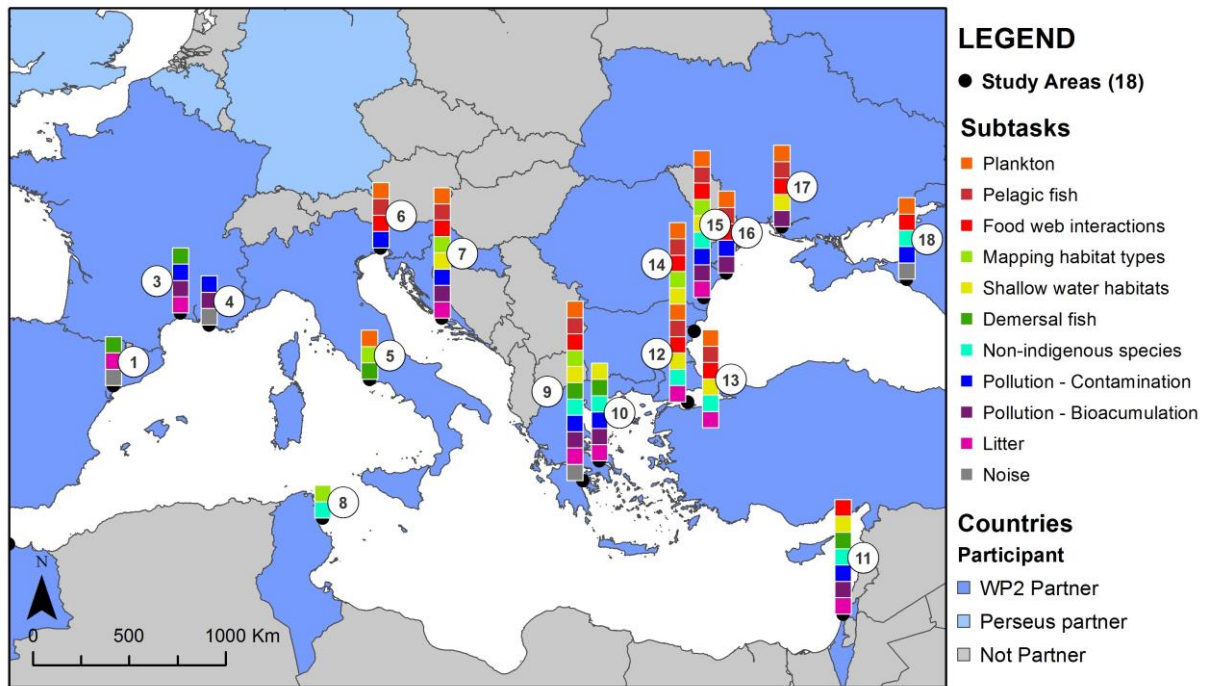 LEGEND
Study Areas (18)
Subtasks
Plankton
Pelagic fish
Food web interactions
Mapping habitat types
Shallow water habitats
Demersal fish
Non-indigenous species
Pollution - Contamination
Pollution - Bioacumulation
Litter
Noise
Countries
Participant
WP2 Partner
Perseus partner
Not Partner
17
6
15
16
18
7
14
3
4
5
1
12
13
9
10
8
11
N
0 500 1000 Km